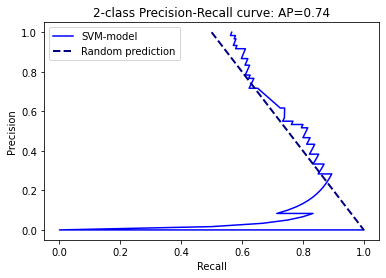 2-class Precision-Recall curve: AP=0.74
SVM-model
Random prediction
1.0
0.8
0.6
0.4
0.2
0.0
Precision
0.0 0.2 0.4 0.6 0.8 1.0
Recall